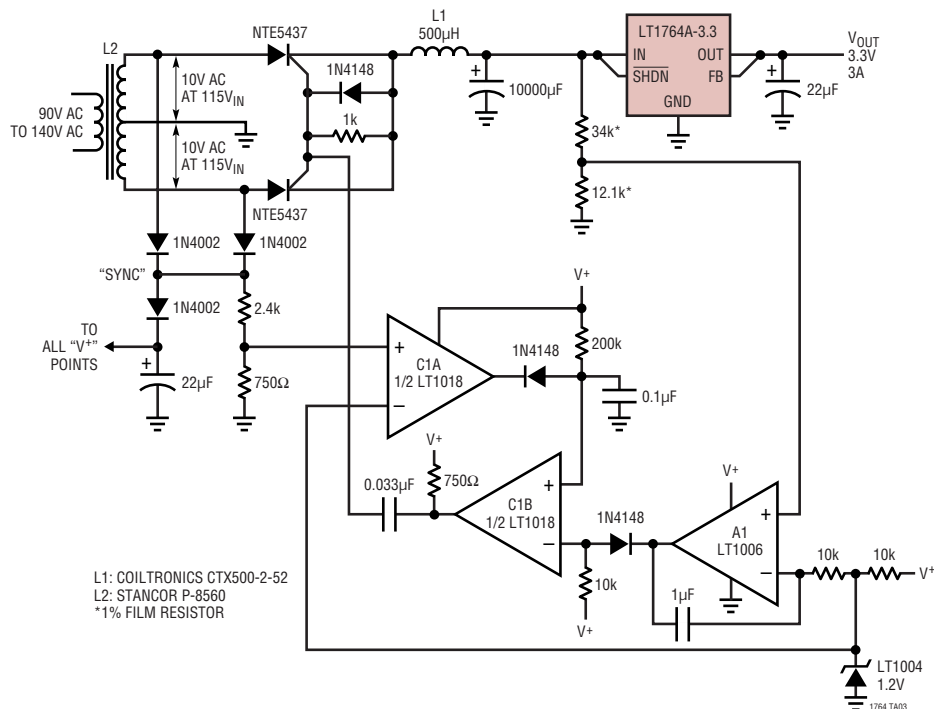 L1
500µH
NTE5437
L2
10V AC
AT 115VIN
90V AC
TO 140V AC
10V AC
AT 115VIN
1N4148
1k
NTE5437
+
10000µF
LT1764A-3.3
IN
OUT
SHDN
FB
GND
VOUT
3.3V
3A
+
22µF
34k*
12.1k*
1N4002
1N4002
"SYNC"
1N4002
TO
ALL "V+"
POINTS
+
22µF
2.4k
750Ω
+
C1A
1/2 LT1018
–
V+
200k
1N4148
0.1µF
V+
750Ω
0.033µF
C1B
1/2 LT1018
+
–
1N4148
10k
V+
V+
A1
LT1006
+
–
1µF
10k
10k
V+
LT1004
1.2V
L1: COILTRONICS CTX500-2-52
L2: STANCOR P-8560
*1% FILM RESISTOR
1764 TA03